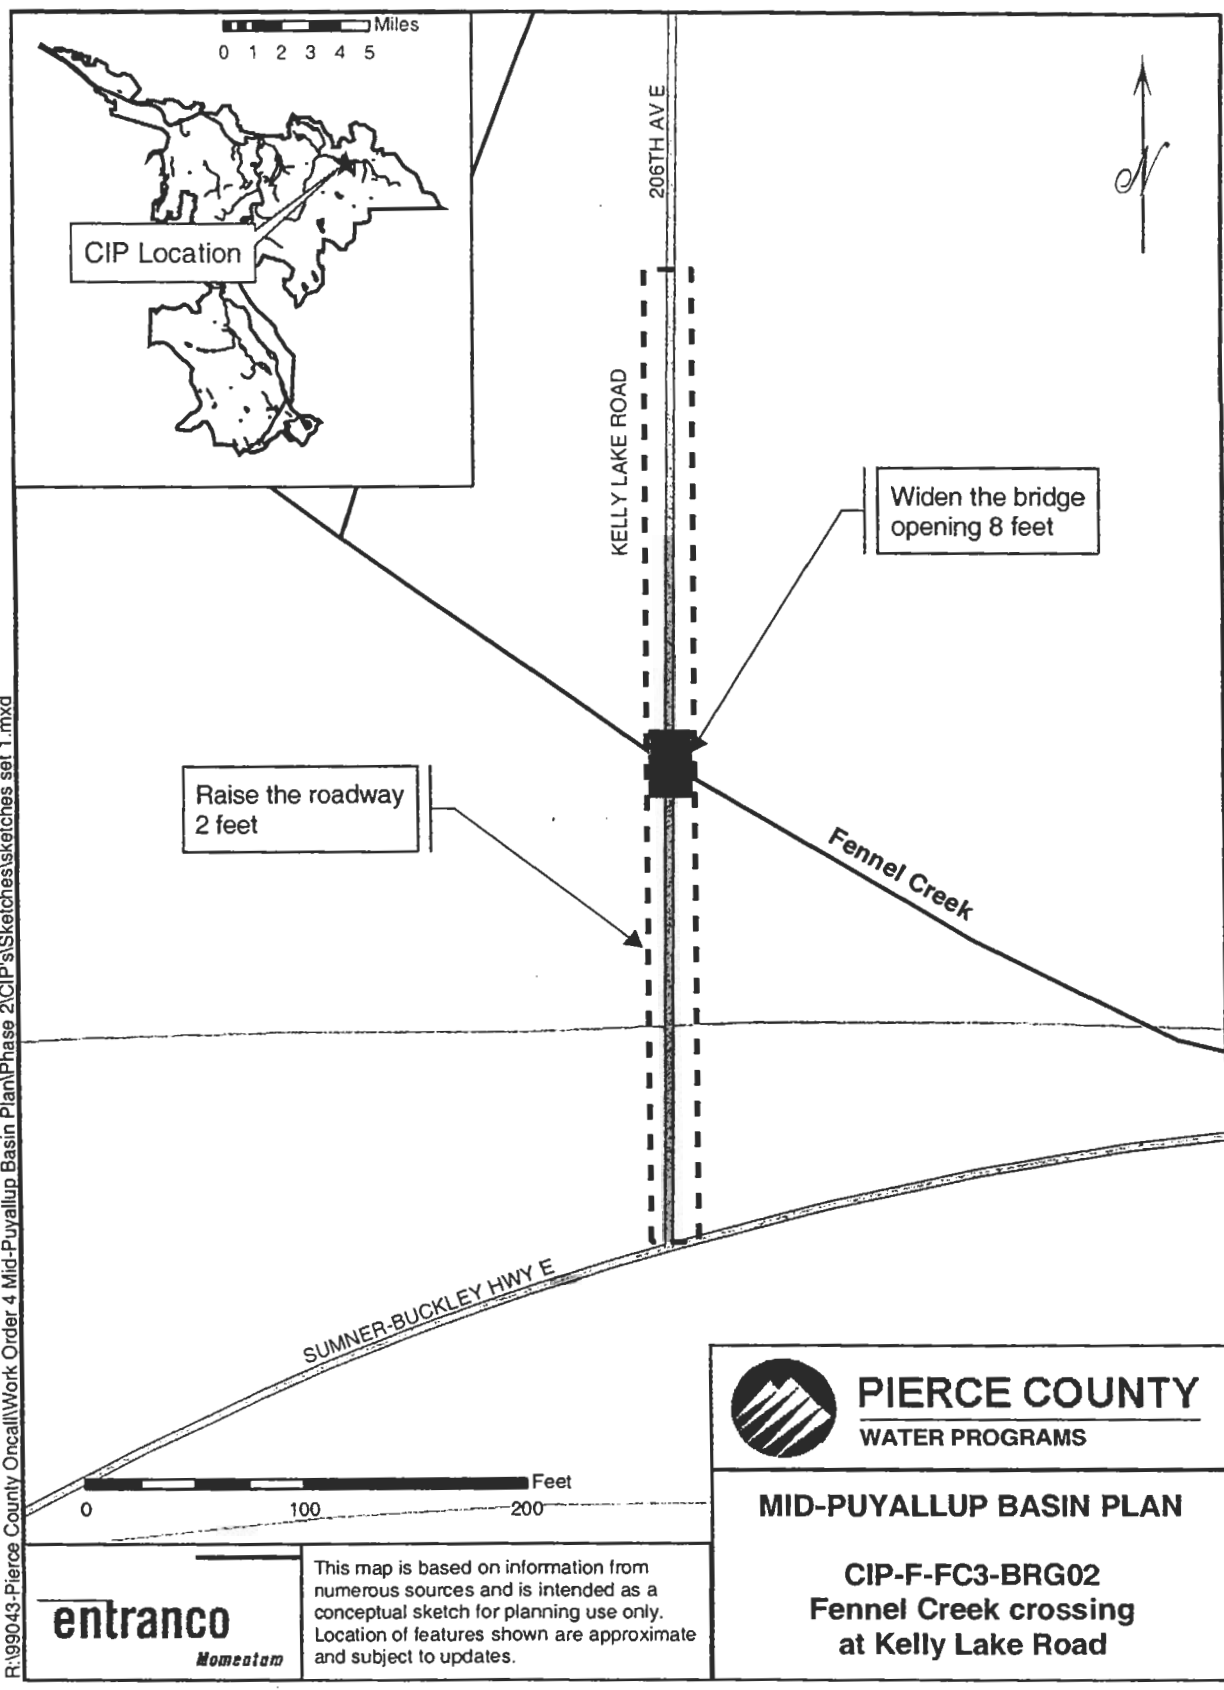 Miles
0 1 2 3 4 5
CIP Location
206TH AV E
N
KELLY LAKE ROAD
Widen the bridge
opening 8 feet
Raise the roadway
2 feet
Fennel Creek
SUMNER-BUCKLEY HWY E
Feet
0 100 200
R:\99043-Pierce County Oncall\Work Order 4 Mid-Puyallup Basin Plan\Phase 2\CIP's\Sketches\sketches set 1.mxd
entranco
Momentum
This map is based on information from
numerous sources and is intended as a
conceptual sketch for planning use only.
Location of features shown are approximate
and subject to updates.
PIERCE COUNTY
WATER PROGRAMS
MID-PUYALLUP BASIN PLAN
CIP-F-FC3-BRG02
Fennel Creek crossing
at Kelly Lake Road